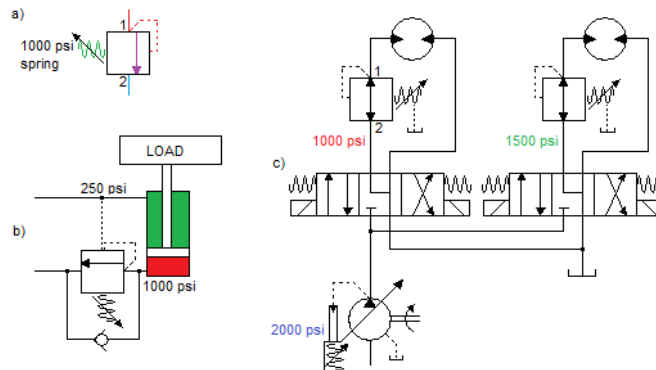 a)
1
1000 psi
spring
2
LOAD
250 psi
b)
1000 psi
1
2
1000 psi
1500 psi
c)
2000 psi